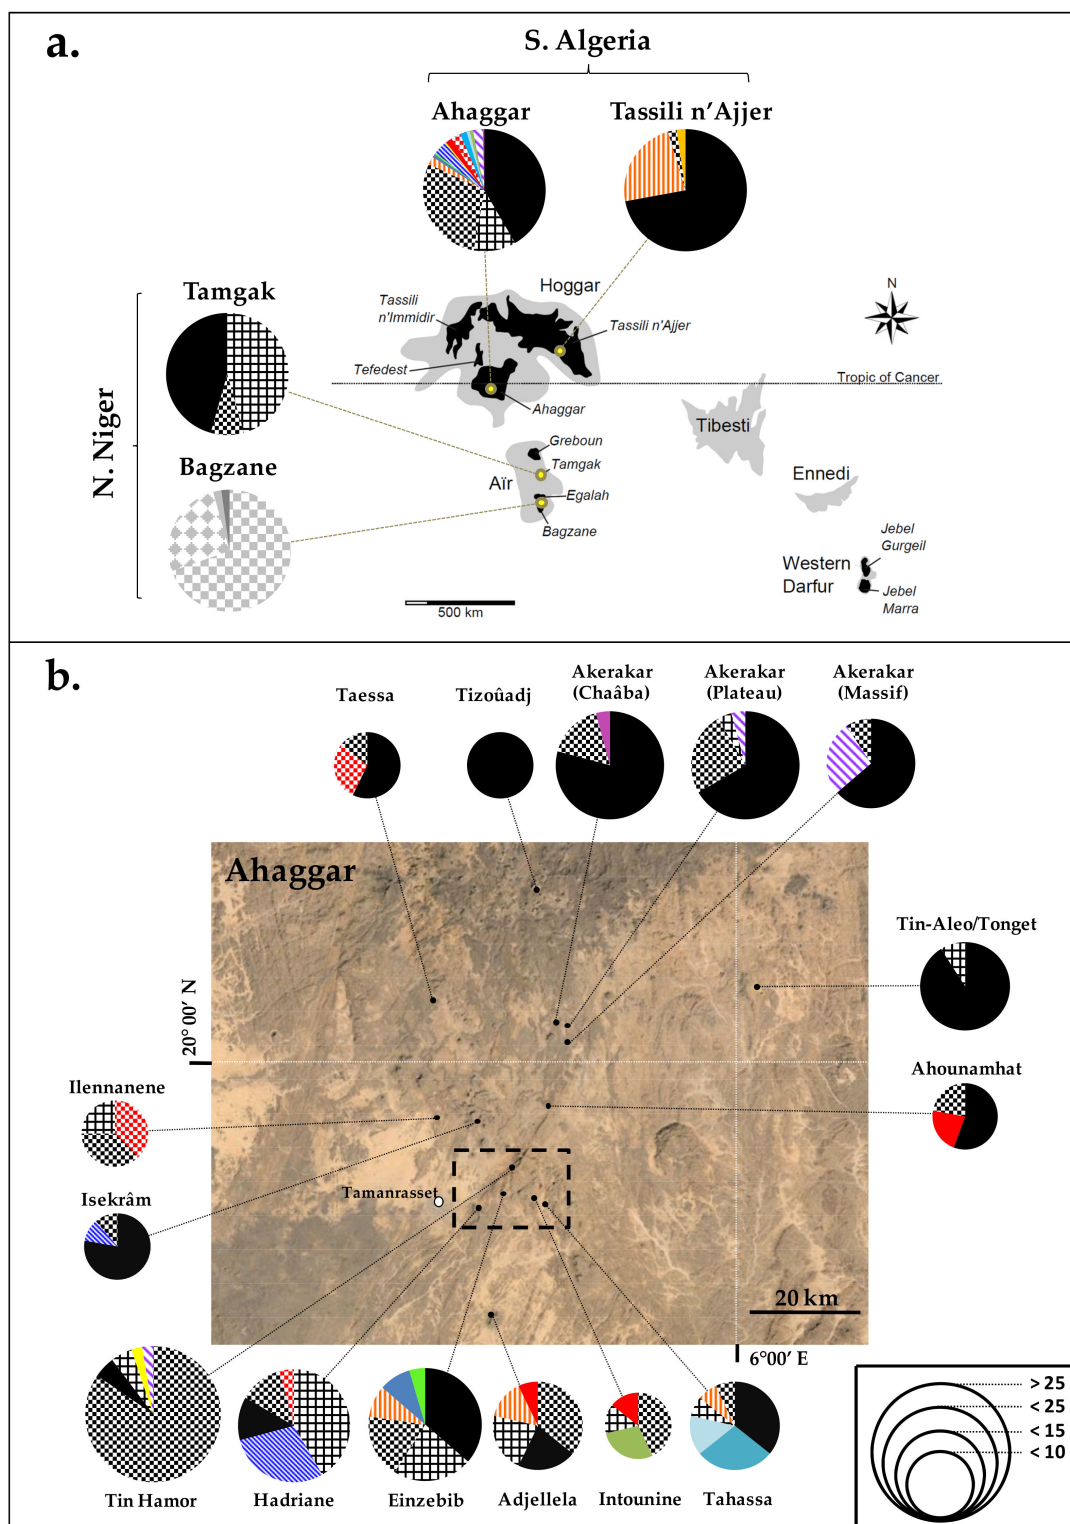 a.
S. Algeria
Ahaggar
Tassili n'Ajjer
Tamgak
Bagzane
N. Niger
Hoggar
Tassili
n'Immidir
Tassili n'Ajjer
Tefedest
Ahaggar
N
Tropic of Cancer
Tibesti
Greboun
Tamgak
Aïr
Egalah
Bagzane
Ennedi
Jebel
Gurgeil
Western
Darfur
Jebel
Marra
500 km
b.
Taessa
Tizoûadj
Akerakar
(Chaâba)
Akerakar
(Plateau)
Akerakar
(Massif)
Ahaggar
Tin-Aleo/Tonget
20° 00' N
Ahounamhat
Ilennanene
Isekrâm
Tamanrasset
20 km
6°00' E
Tin Hamor
Hadriane
Einzebib
Adjellela
Intounine
Tahassa
> 25
< 25
< 15
< 10